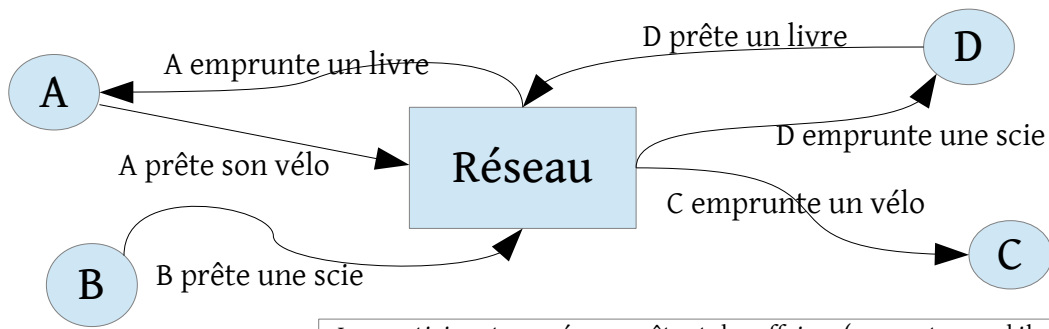 D prête un livre
D
A emprunte un livre
A
D emprunte une scie
A prête son vélo
Réseau
C emprunte un vélo
B prête une scie
C
B